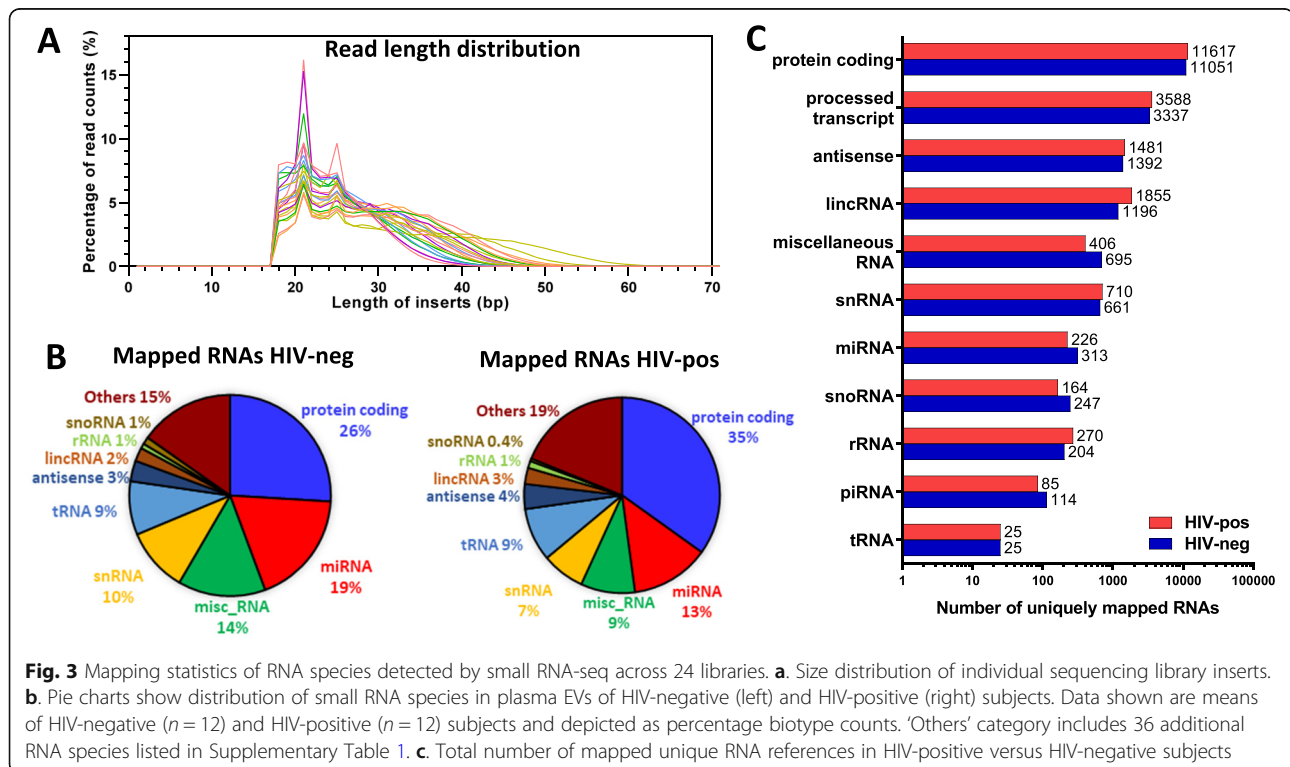 A
Read length distribution
Percentage of read counts (%)
15
10
5
0
0
10
20
30
40
50
60
70
Length of inserts (bp)
B
Mapped RNAs HIV-neg
Others 15%
snoRNA 1%
rRNA 1%
lincRNA 2%
antisense 3%
tRNA 9%
snRNA
10%
misc_RNA
14%
miRNA
19%
protein coding
26%
Mapped RNAs HIV-pos
Others 19%
snoRNA 0.4%
rRNA 1%
lincRNA 3%
antisense 4%
tRNA 9%
snRNA
7%
misc_RNA
9%
miRNA
13%
protein coding
35%
C
protein coding
11617
11051
processed
transcript
3588
3337
antisense
1481
1392
lincRNA
1855
1196
miscellaneous
RNA
406
695
snRNA
710
661
miRNA
226
313
snoRNA
164
247
rRNA
270
204
piRNA
85
114
tRNA
25
25
HIV-pos
HIV-neg
1
10
100
1000
10000
100000
Number of uniquely mapped RNAs
Fig. 3 Mapping statistics of RNA species detected by small RNA-seq across 24 libraries. a. Size distribution of individual sequencing library inserts.
b. Pie charts show distribution of small RNA species in plasma EVs of HIV-negative (left) and HIV-positive (right) subjects. Data shown are means
of HIV-negative (n = 12) and HIV-positive (n = 12) subjects and depicted as percentage biotype counts. 'Others' category includes 36 additional
RNA species listed in Supplementary Table 1. c. Total number of mapped unique RNA references in HIV-positive versus HIV-negative subjects